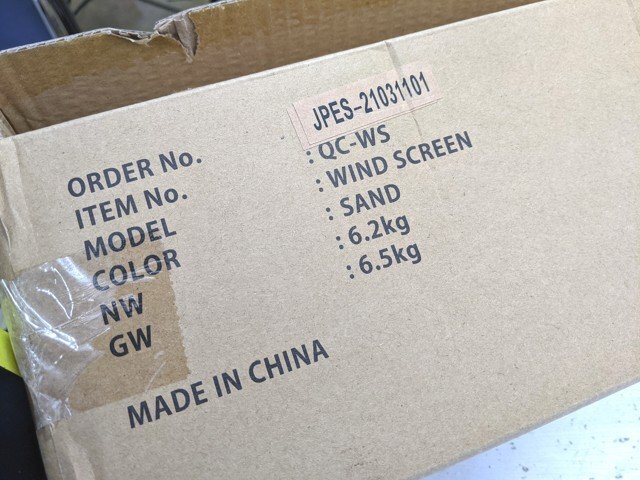 ORDER No. JPES-21031101
ITEM No. : QC-WS
MODEL : WIND SCREEN
COLOR : SAND
NW : 6.2kg
GW : 6.5kg
MADE IN CHINA